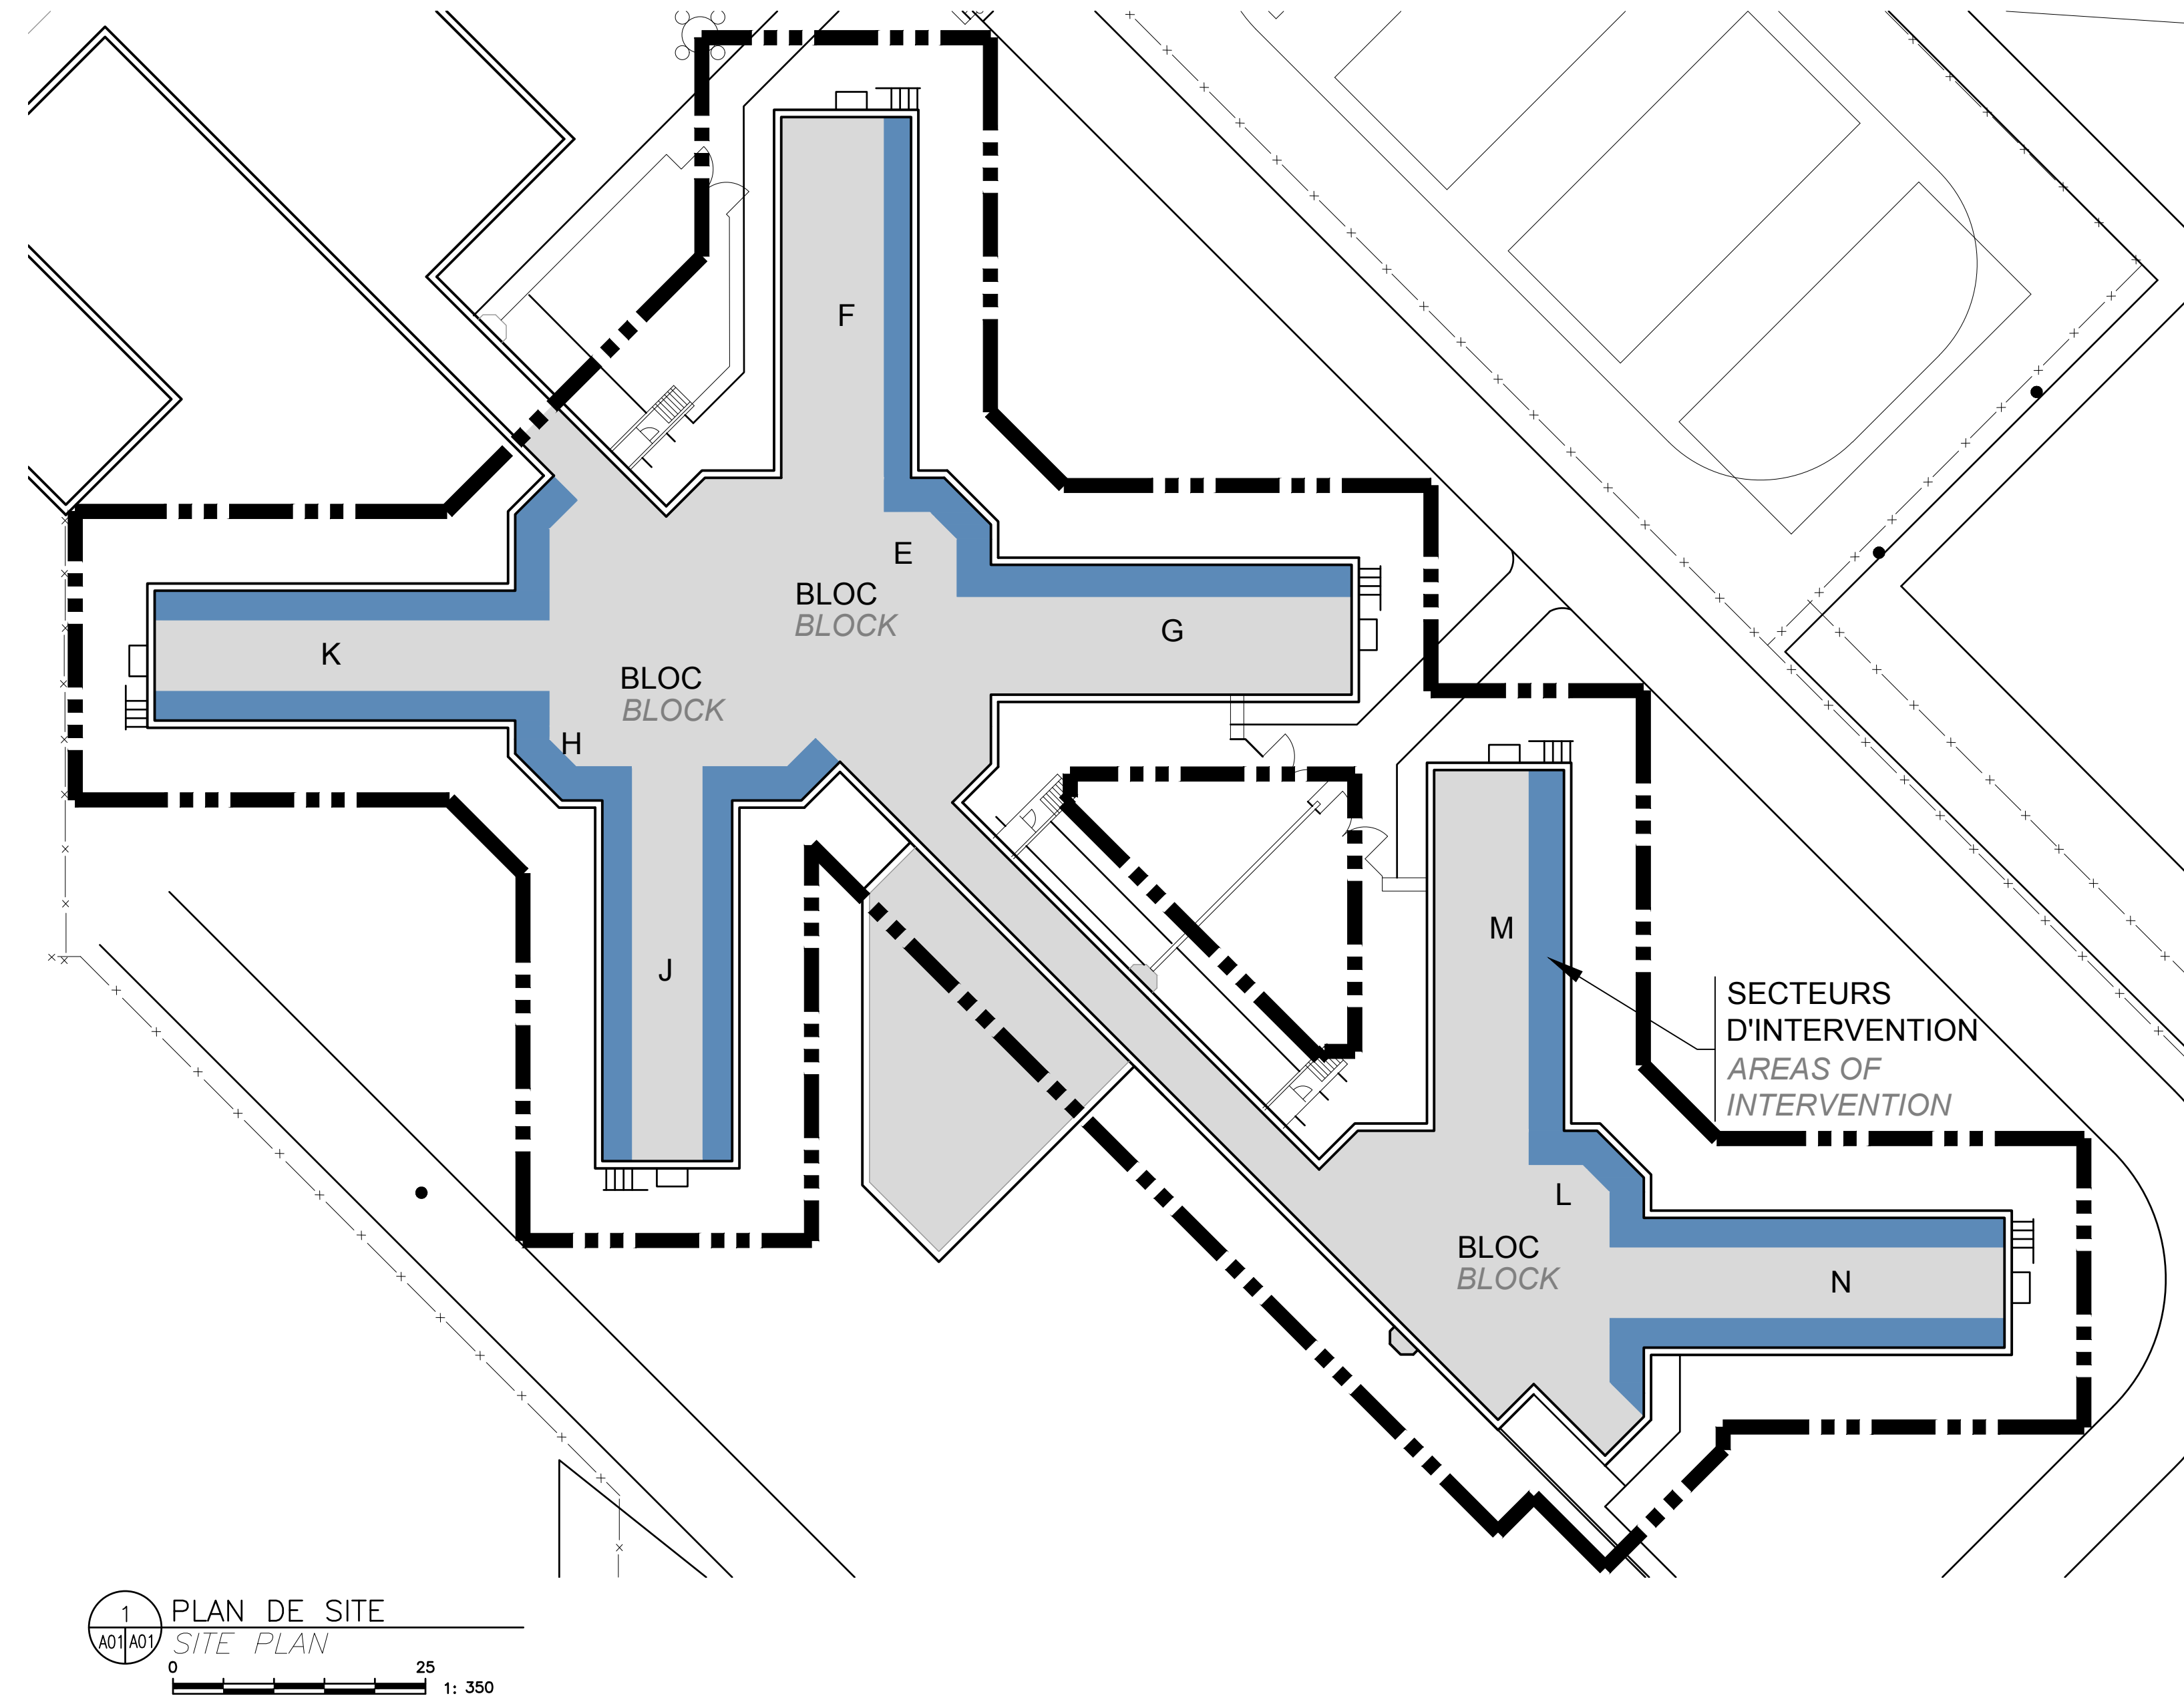 F
E
BLOC
BLOCK
G
K
BLOC
BLOCK
H
M
J
SECTEURS
D'INTERVENTION
AREAS OF
INTERVENTION
L
BLOC
BLOCK
N
1
A01 A01
PLAN DE SITE
SITE PLAN
0 25
1: 350